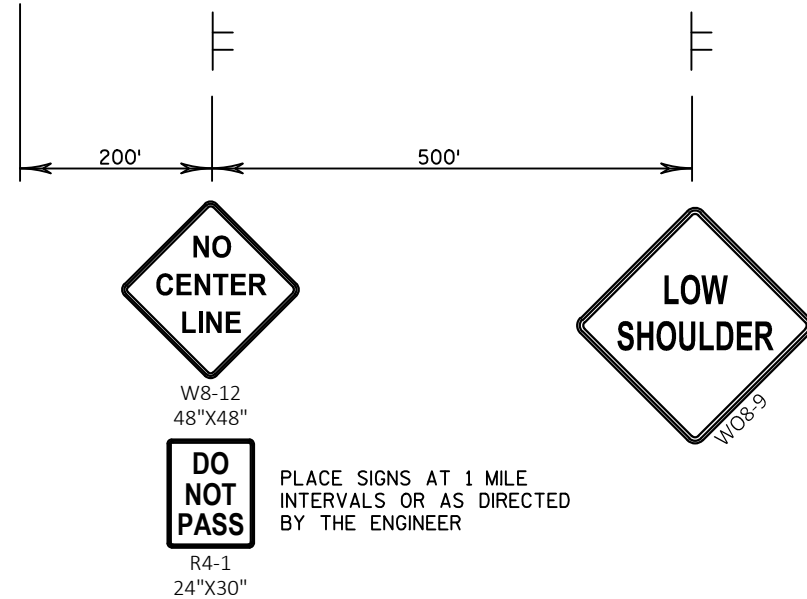 200'
500'
NO
CENTER
LINE
W8-12
48"X48"
DO
NOT
PASS
R4-1
24"X30"
PLACE SIGNS AT 1 MILE
INTERVALS OR AS DIRECTED
BY THE ENGINEER
LOW
SHOULDER
WO8-9